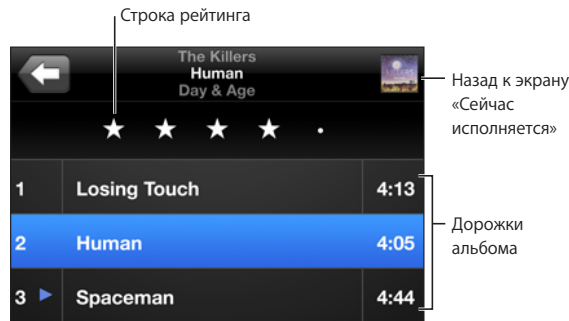 Строка рейтинга
The Killers
Human
Day & Age
Назад к экрану
«Сейчас
исполняется»
1 Losing Touch 4:13
2 Human 4:05
3 Spaceman 4:44
Дорожки
альбома